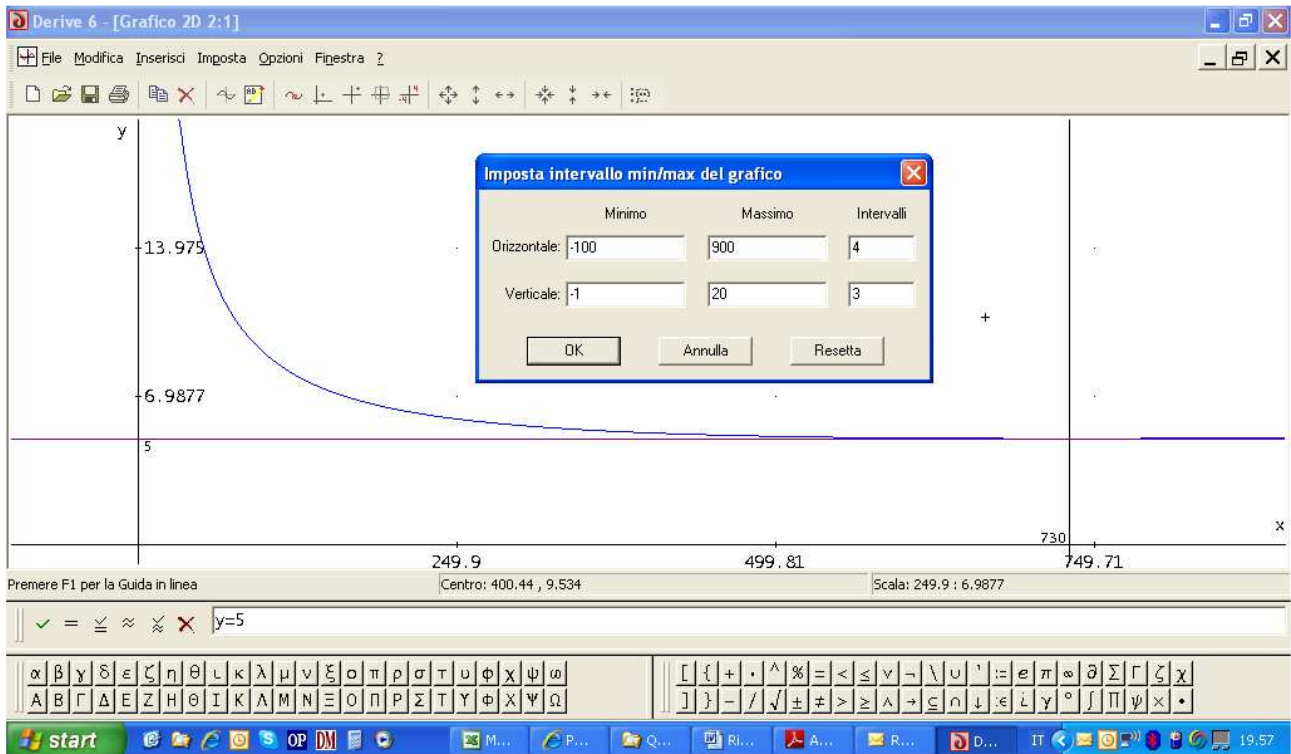 Derive 6 - [Grafico 2D 2:1]
File Modifica Inserisci Imposta Opzioni Finestra ?
y
Imposta intervallo min/max del grafico
Minimo Massimo Intervalli
Orizzontale: -100 900 4
Verticale: -1 20 3
OK Annulla Resetta
13.975
6.9877
5
x
730
249.9 499.81 749.71
Premere F1 per la Guida in linea Centro: 400.44 , 9.534 Scala: 249.9 : 6.9877
y=5
α β γ δ ε ζ η θ ι κ λ μ ν ξ ο π ρ σ τ υ φ χ ψ ω [ { + · ^ % = < ≤ ∨ ¬ \ ∪ ' := e π ∞ ∂ Σ Γ ζ χ
Α Β Γ Δ Ε Ζ Η Θ Ι Κ Λ Μ Ν Ξ Ο Π Ρ Σ Τ Υ Φ Χ Ψ Ω ] } - / √ ± ≠ > ≥ ∧ → ⊆ ∩ ↓ :∈ i γ ° ∫ Π ψ × •
start OP DM M... P... Q... Ri... A... R... D... IT 19.57